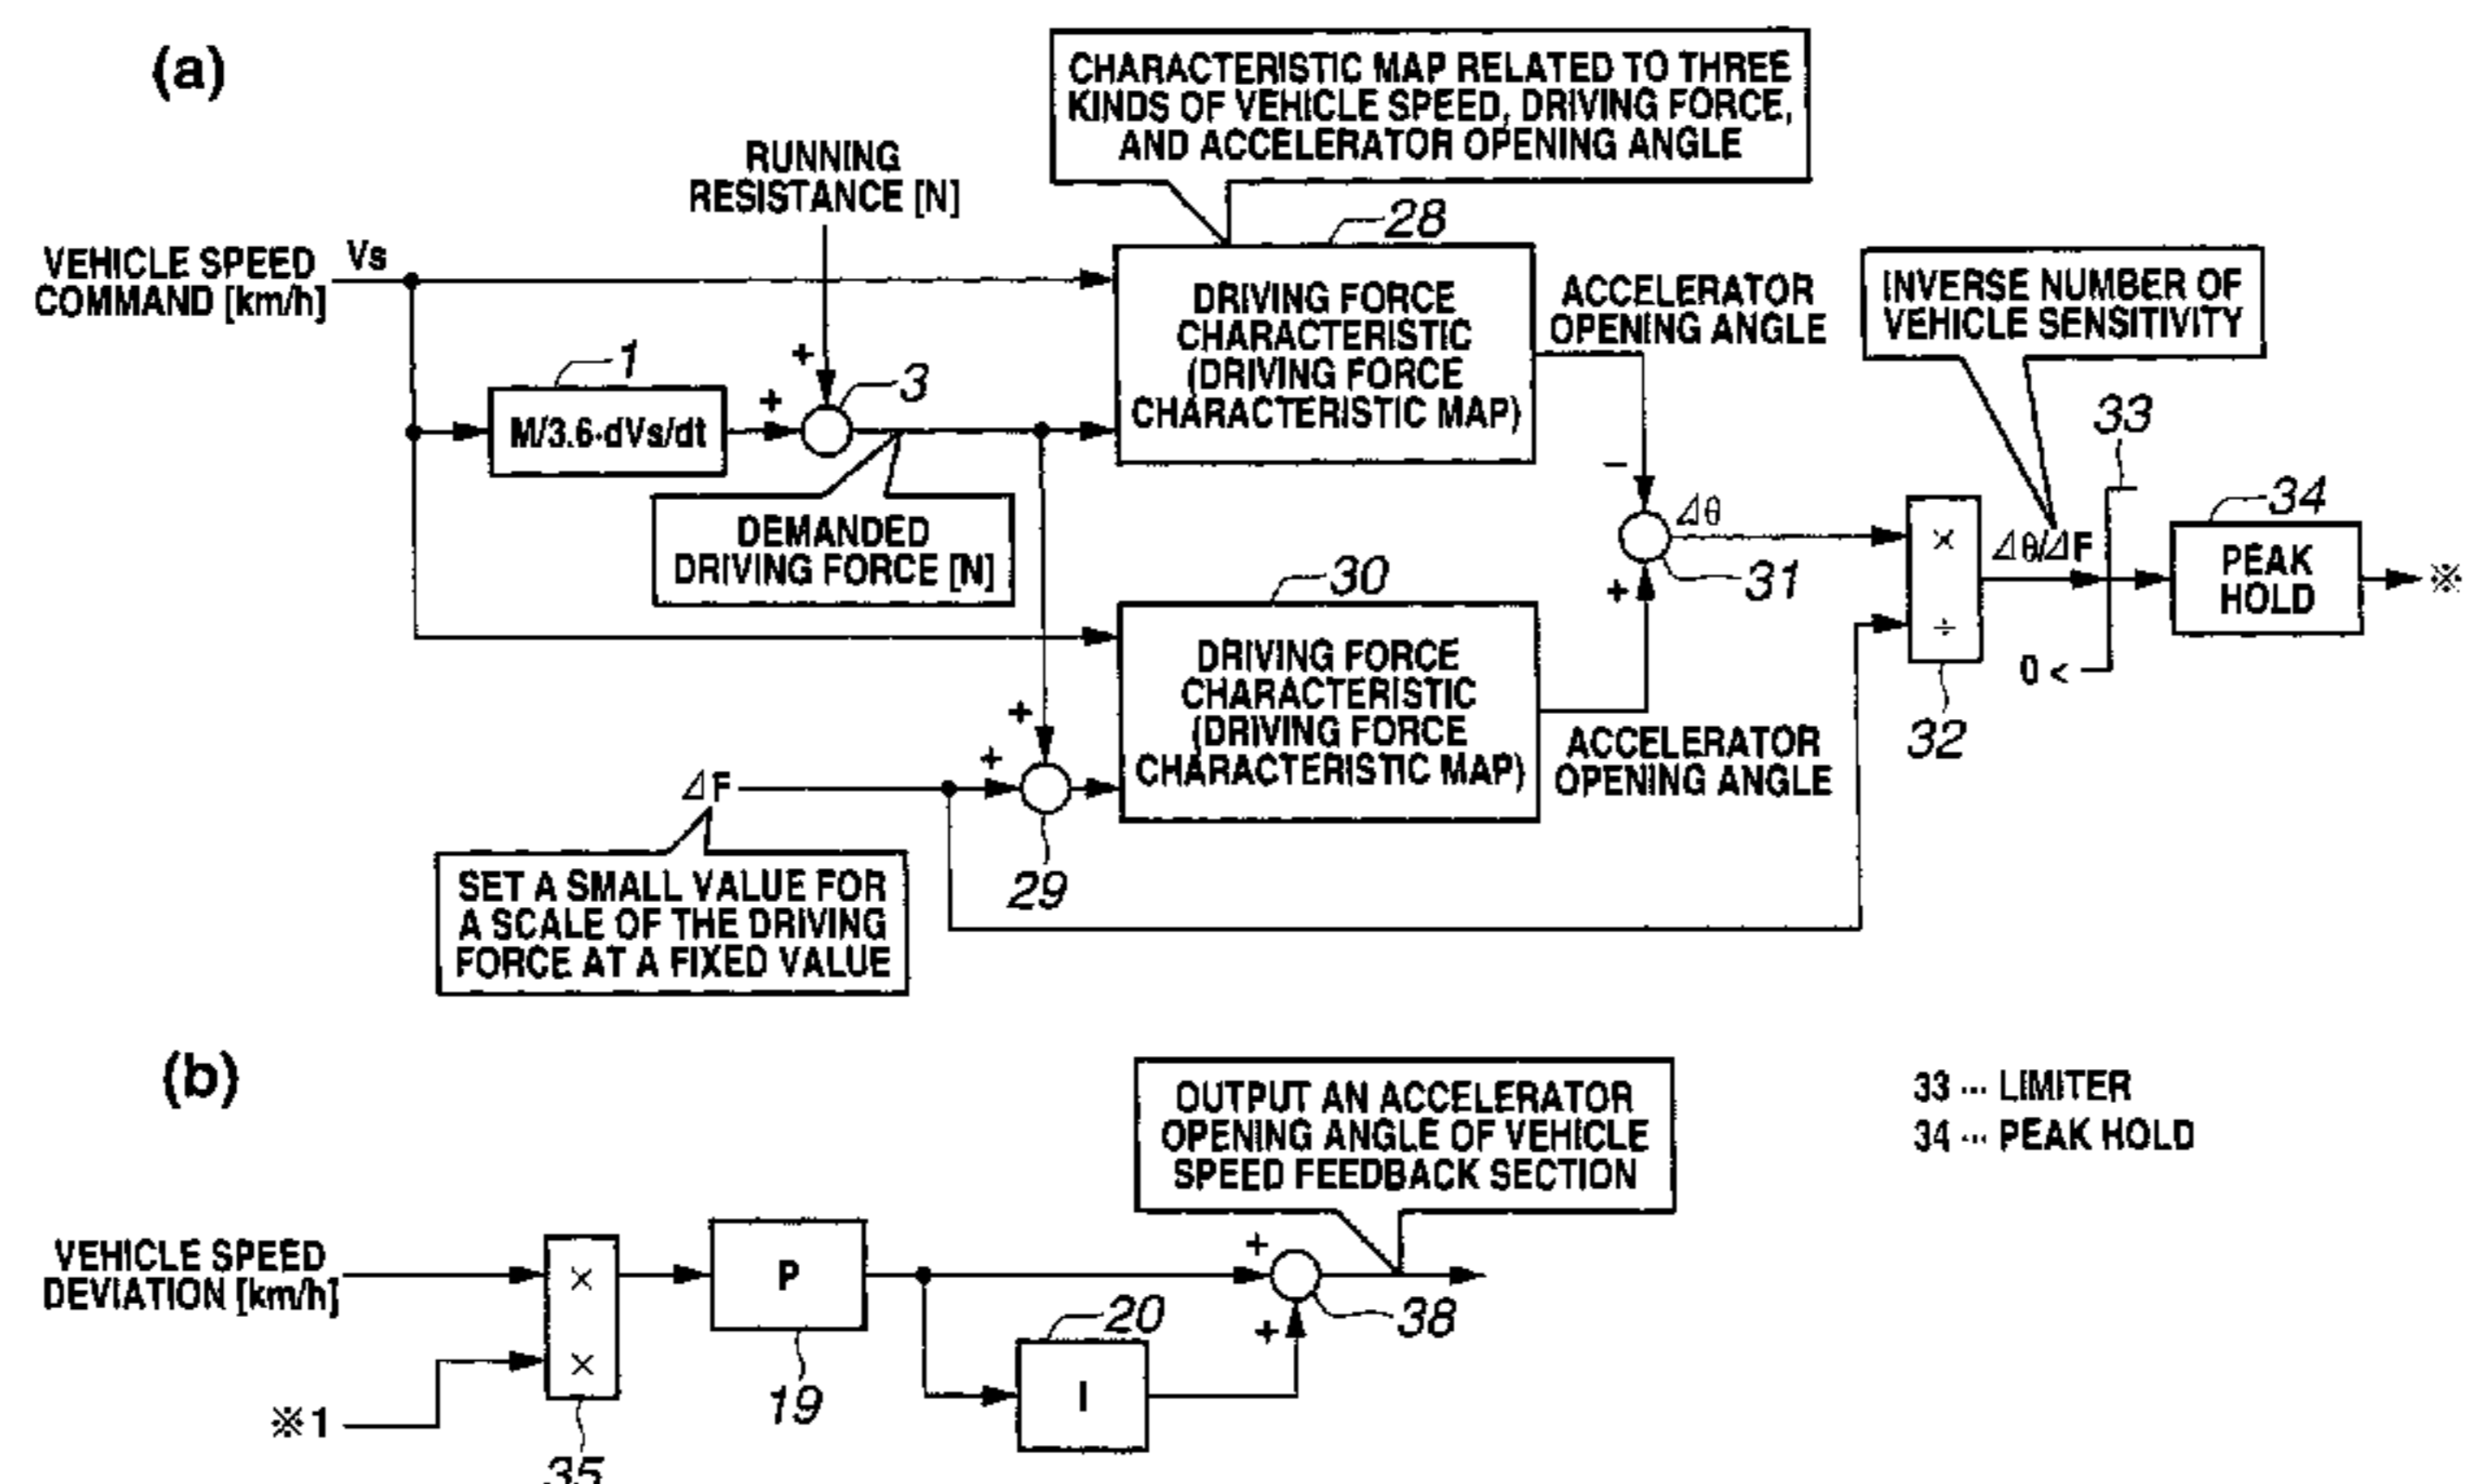 (a)
CHARACTERISTIC MAP RELATED TO THREE
KINDS OF VEHICLE SPEED, DRIVING FORCE,
AND ACCELERATOR OPENING ANGLE
RUNNING
RESISTANCE [N]
VEHICLE SPEED
COMMAND [km/h]
Vs
28
DRIVING FORCE
CHARACTERISTIC
(DRIVING FORCE
CHARACTERISTIC MAP)
ACCELERATOR
OPENING ANGLE
INVERSE NUMBER OF
VEHICLE SENSITIVITY
1
M/3.6·dVs/dt
+
+
3
DEMANDED
DRIVING FORCE [N]
−
Δθ
31
+
×
÷
32
Δθ/ΔF
33
0 <
34
PEAK
HOLD
※
30
DRIVING FORCE
CHARACTERISTIC
(DRIVING FORCE
CHARACTERISTIC MAP)
ACCELERATOR
OPENING ANGLE
+
+
ΔF
29
SET A SMALL VALUE FOR
A SCALE OF THE DRIVING
FORCE AT A FIXED VALUE
(b)
OUTPUT AN ACCELERATOR
OPENING ANGLE OF VEHICLE
SPEED FEEDBACK SECTION
33 ··· LIMITER
34 ··· PEAK HOLD
VEHICLE SPEED
DEVIATION [km/h]
※1
×
×
35
P
19
20
I
+
+
38